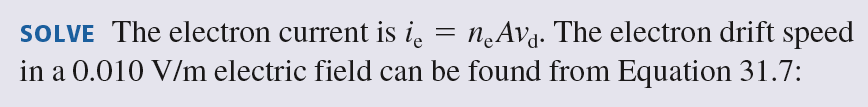 SOLVE The electron current is iₑ = nₑAv_d. The electron drift speed
in a 0.010 V/m electric field can be found from Equation 31.7: